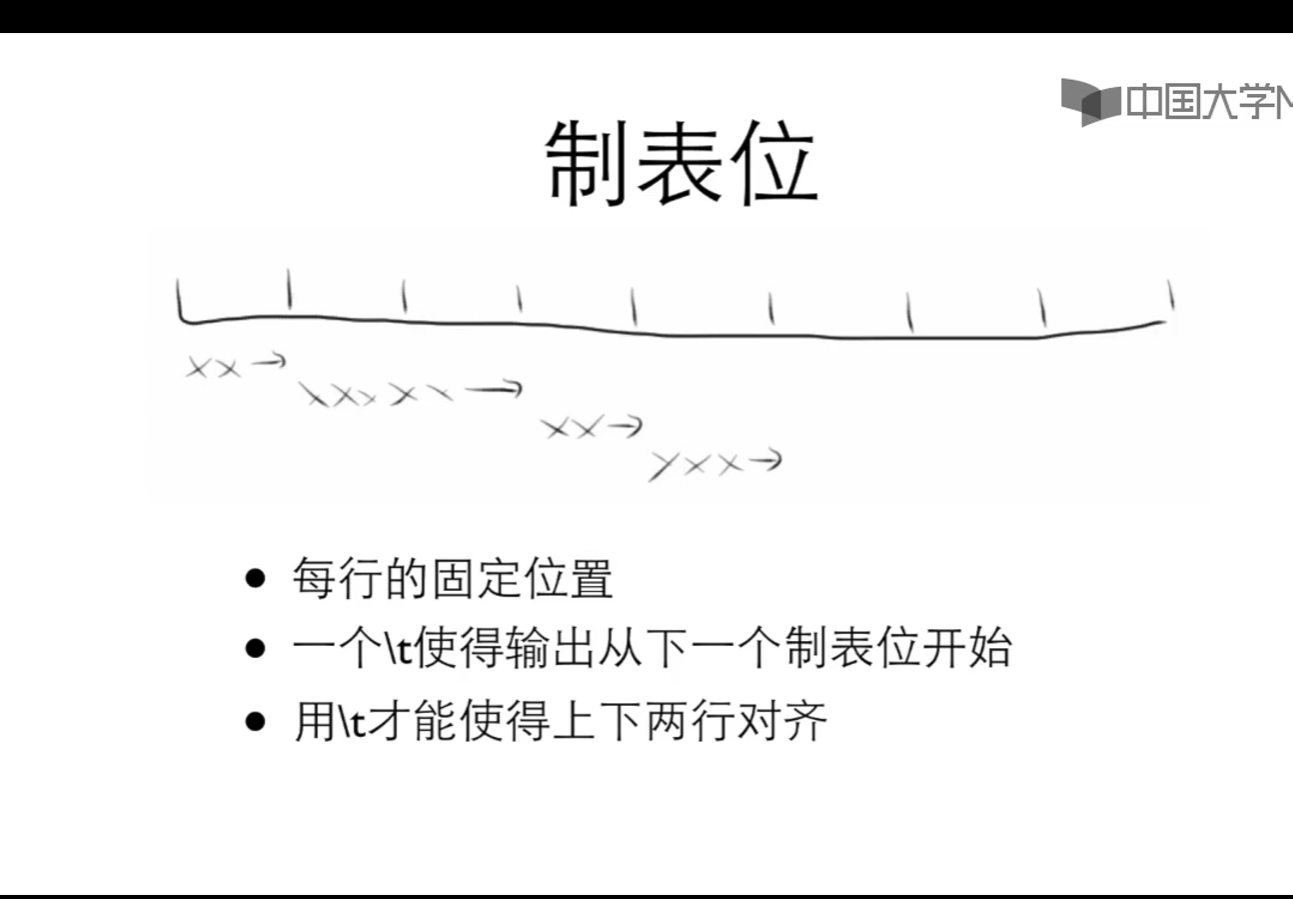 中国大学M
制表位
xx→
xxxxx→
xx→
yxx→
每行的固定位置
一个\t使得输出从下一个制表位开始
用\t才能使得上下两行对齐